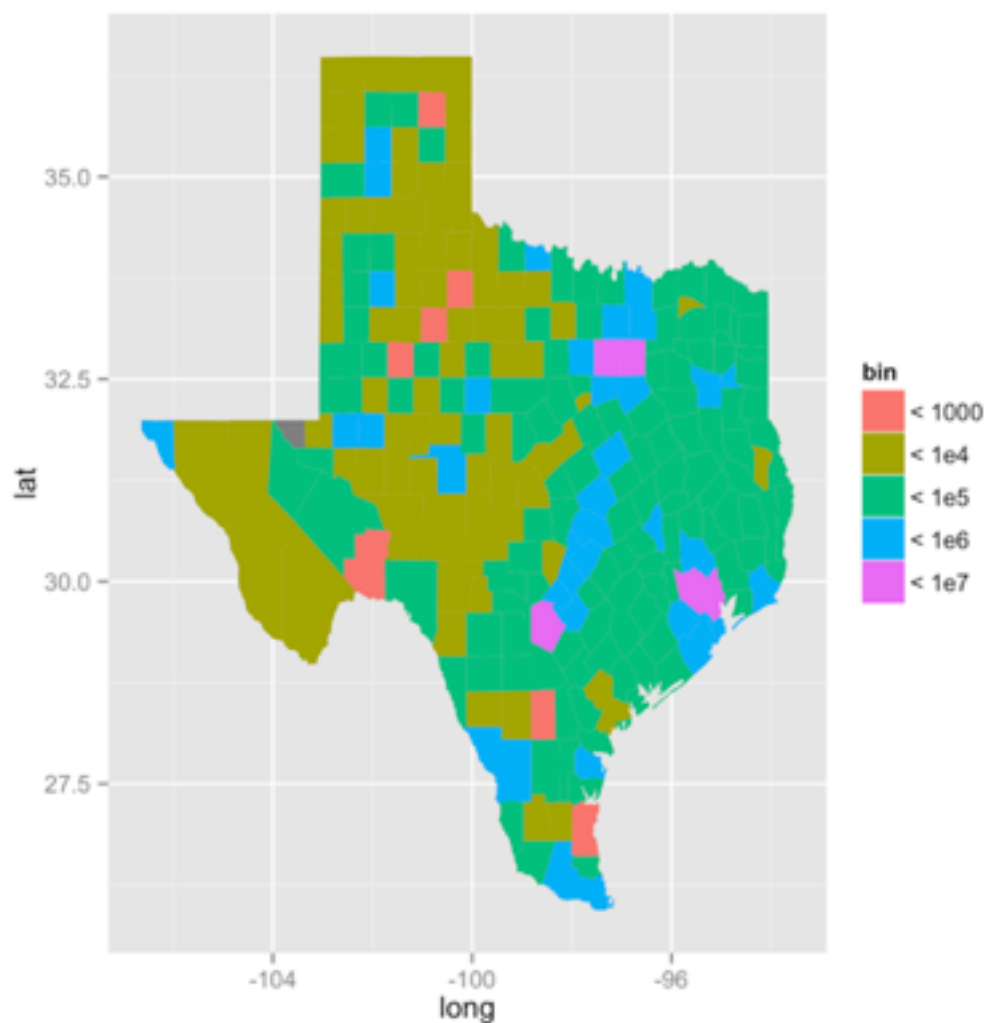 35.0
32.5
30.0
27.5
lat
-104
-100
-96
long
bin
< 1000
< 1e4
< 1e5
< 1e6
< 1e7